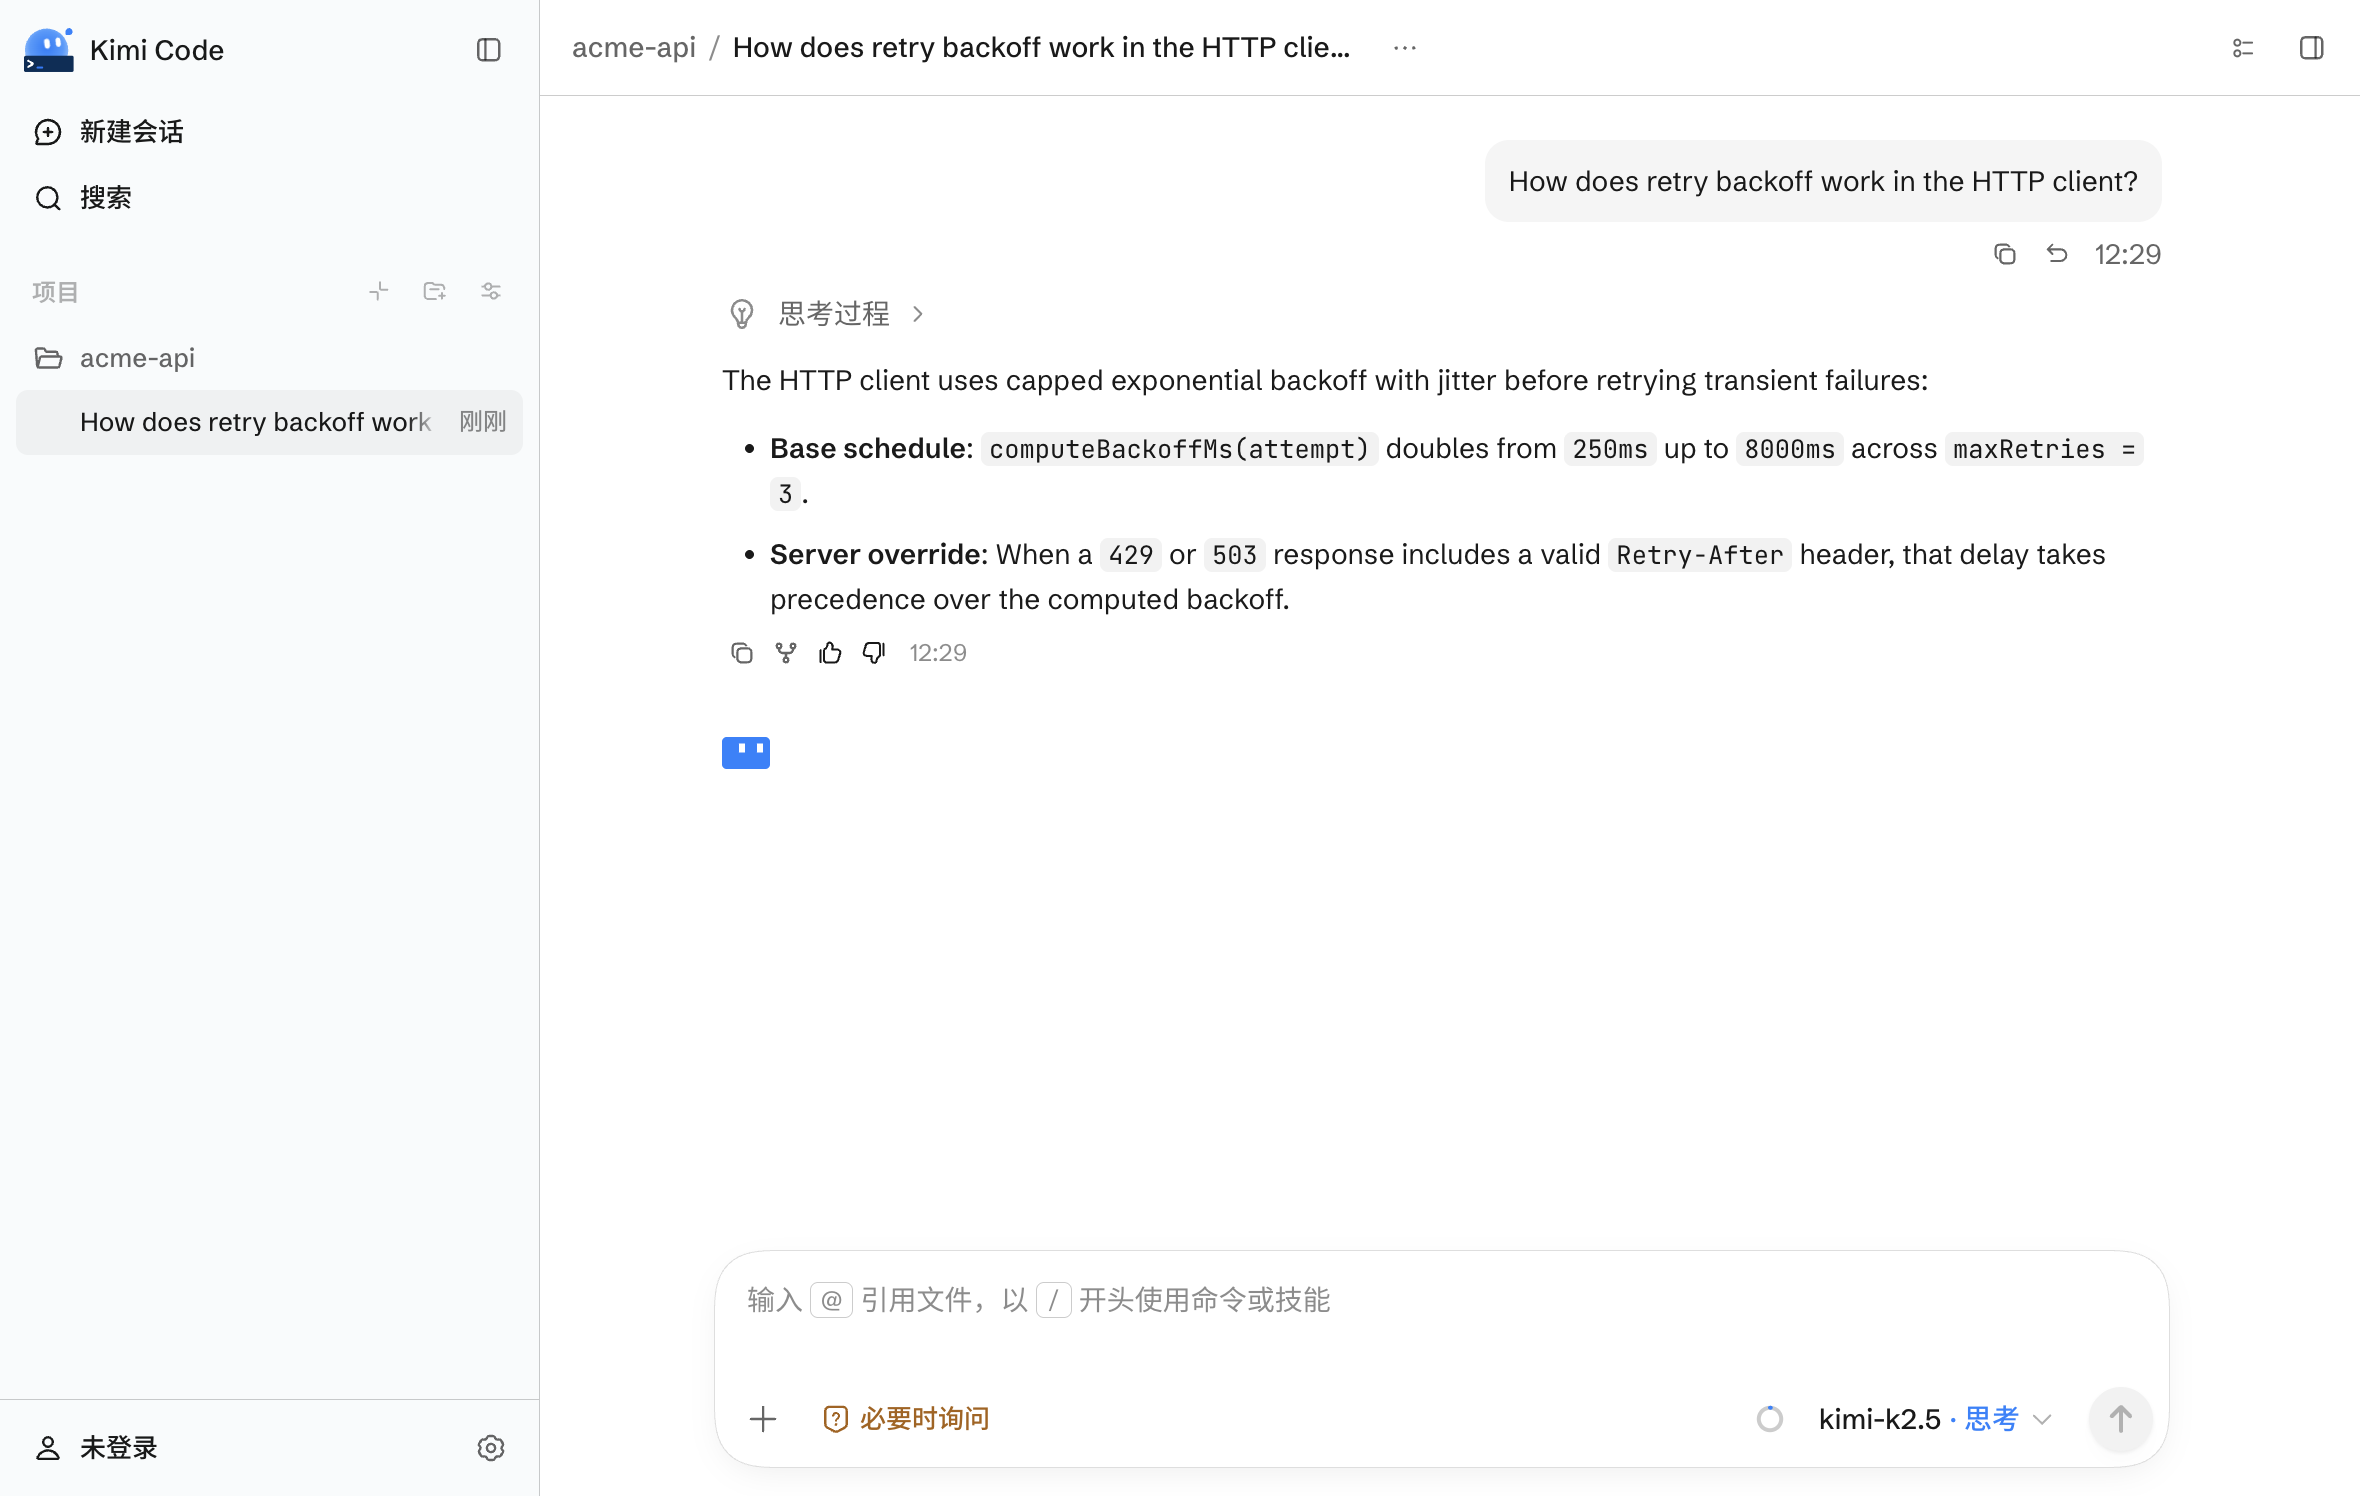 Kimi Code
新建会话
搜索
项目
acme-api
How does retry backoff work 刚刚
未登录
acme-api / How does retry backoff work in the HTTP clie... ···
How does retry backoff work in the HTTP client?
12:29
思考过程
The HTTP client uses capped exponential backoff with jitter before retrying transient failures:
• Base schedule: computeBackoffMs(attempt) doubles from 250ms up to 8000ms across maxRetries =
3.
• Server override: When a 429 or 503 response includes a valid Retry-After header, that delay takes
precedence over the computed backoff.
12:29
输入 @ 引用文件，以 / 开头使用命令或技能
必要时询问
kimi-k2.5 · 思考